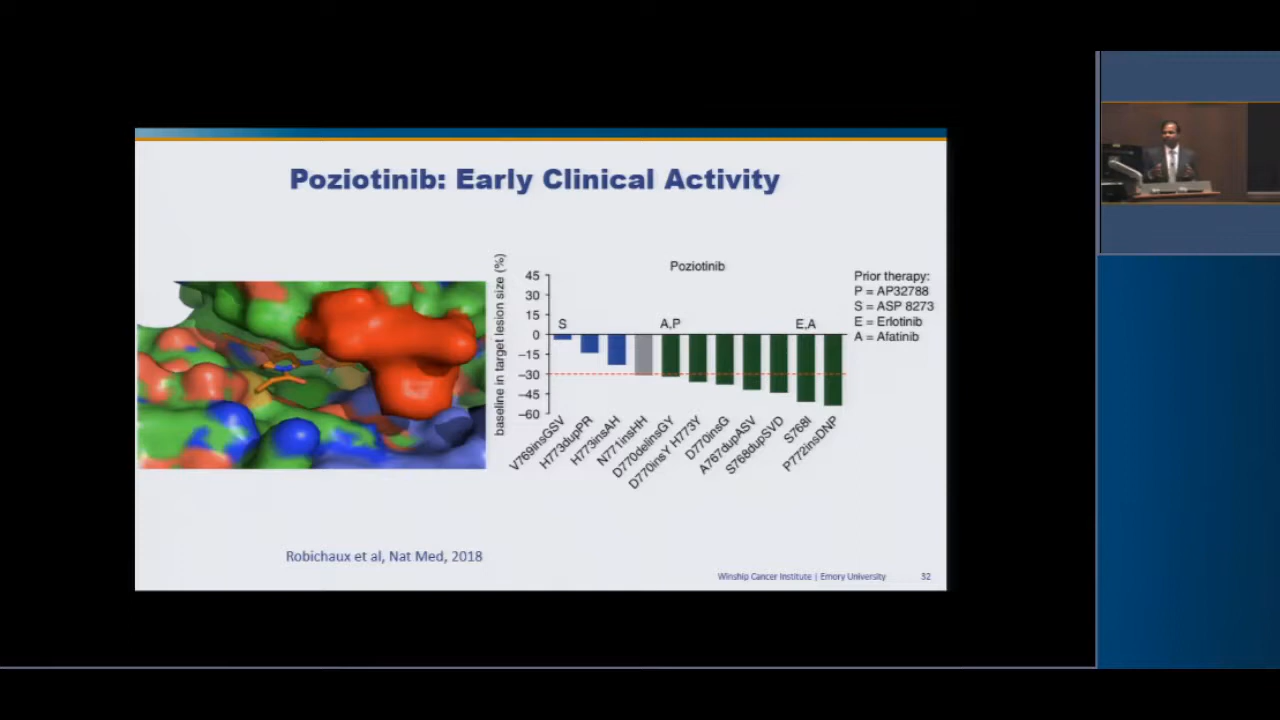 Poziotinib: Early Clinical Activity
baseline in target lesion size (%)
Poziotinib
45
30
15
0
−15
−30
−45
−60
S
A,P
E,A
V769insGSV
H773dupPR
H773insAH
N771insHH
D770delinsGY
D770insY H773Y
D770insG
A767dupASV
S768dupSVD
S768I
P772insDNP
Prior therapy:
P = AP32788
S = ASP 8273
E = Erlotinib
A = Afatinib
Robichaux et al, Nat Med, 2018
Winship Cancer Institute | Emory University 32